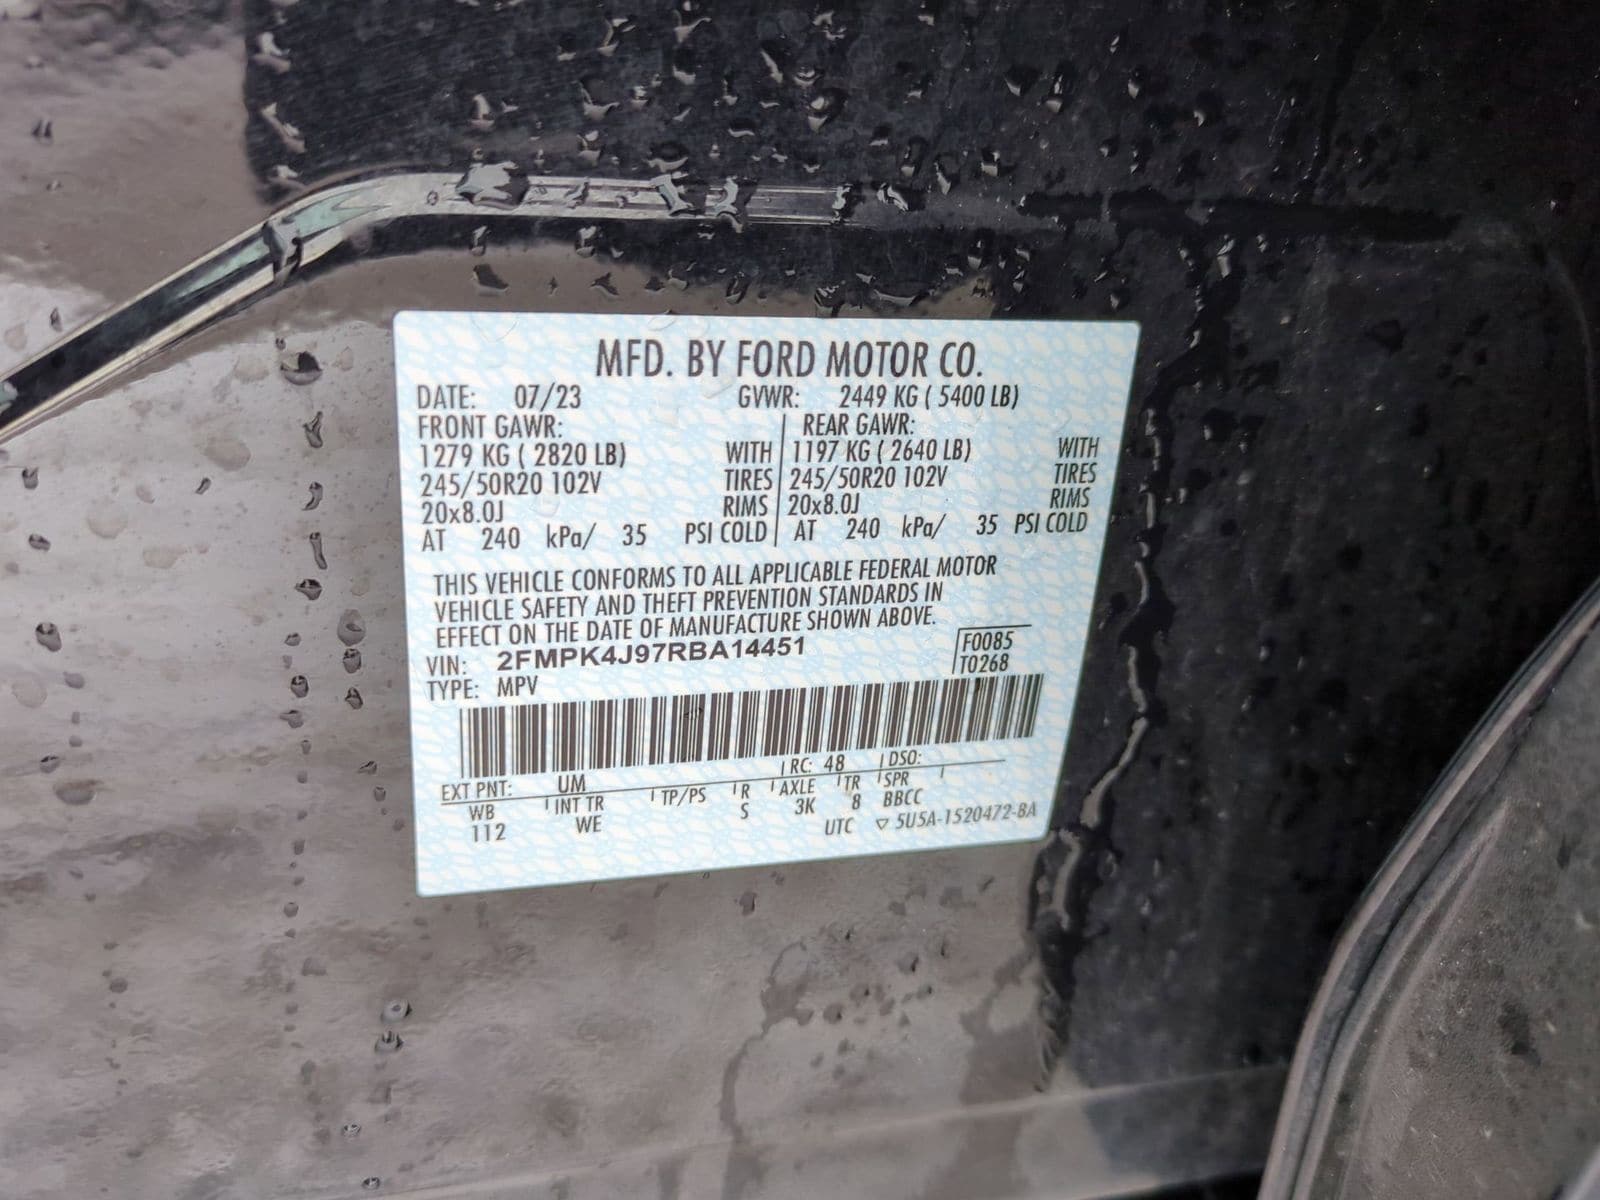 MFD. BY FORD MOTOR CO.
DATE: 07/23 GVWR: 2449 KG ( 5400 LB)
FRONT GAWR: REAR GAWR:
1279 KG ( 2820 LB) WITH 1197 KG ( 2640 LB) WITH
245/50R20 102V TIRES 245/50R20 102V TIRES
20x8.0J RIMS 20x8.0J RIMS
AT 240 kPa/ 35 PSI COLD AT 240 kPa/ 35 PSI COLD
THIS VEHICLE CONFORMS TO ALL APPLICABLE FEDERAL MOTOR
VEHICLE SAFETY AND THEFT PREVENTION STANDARDS IN
EFFECT ON THE DATE OF MANUFACTURE SHOWN ABOVE.
VIN: 2FMPK4J97RBA14451 F0085
TYPE: MPV T0268
EXT PNT: UM RC: 48 DSO:
WB INT TR TP/PS R AXLE TR SPR
112 WE S 3K 8 BBCC
UTC ▽ 5U5A-1520472-BA